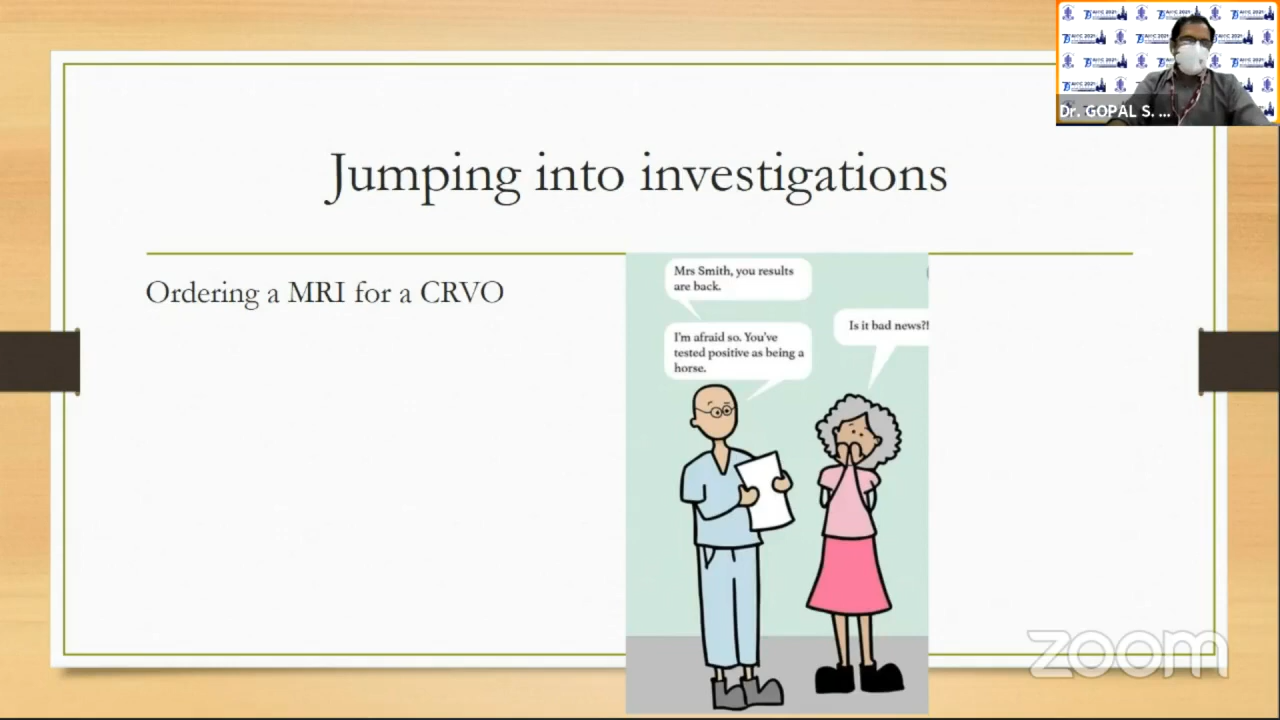 Dr. GOPAL S. ...
Jumping into investigations
Ordering a MRI for a CRVO
Mrs Smith, you results
are back.
Is it bad news?!
I'm afraid so. You've
tested positive as being a
horse.
zoom